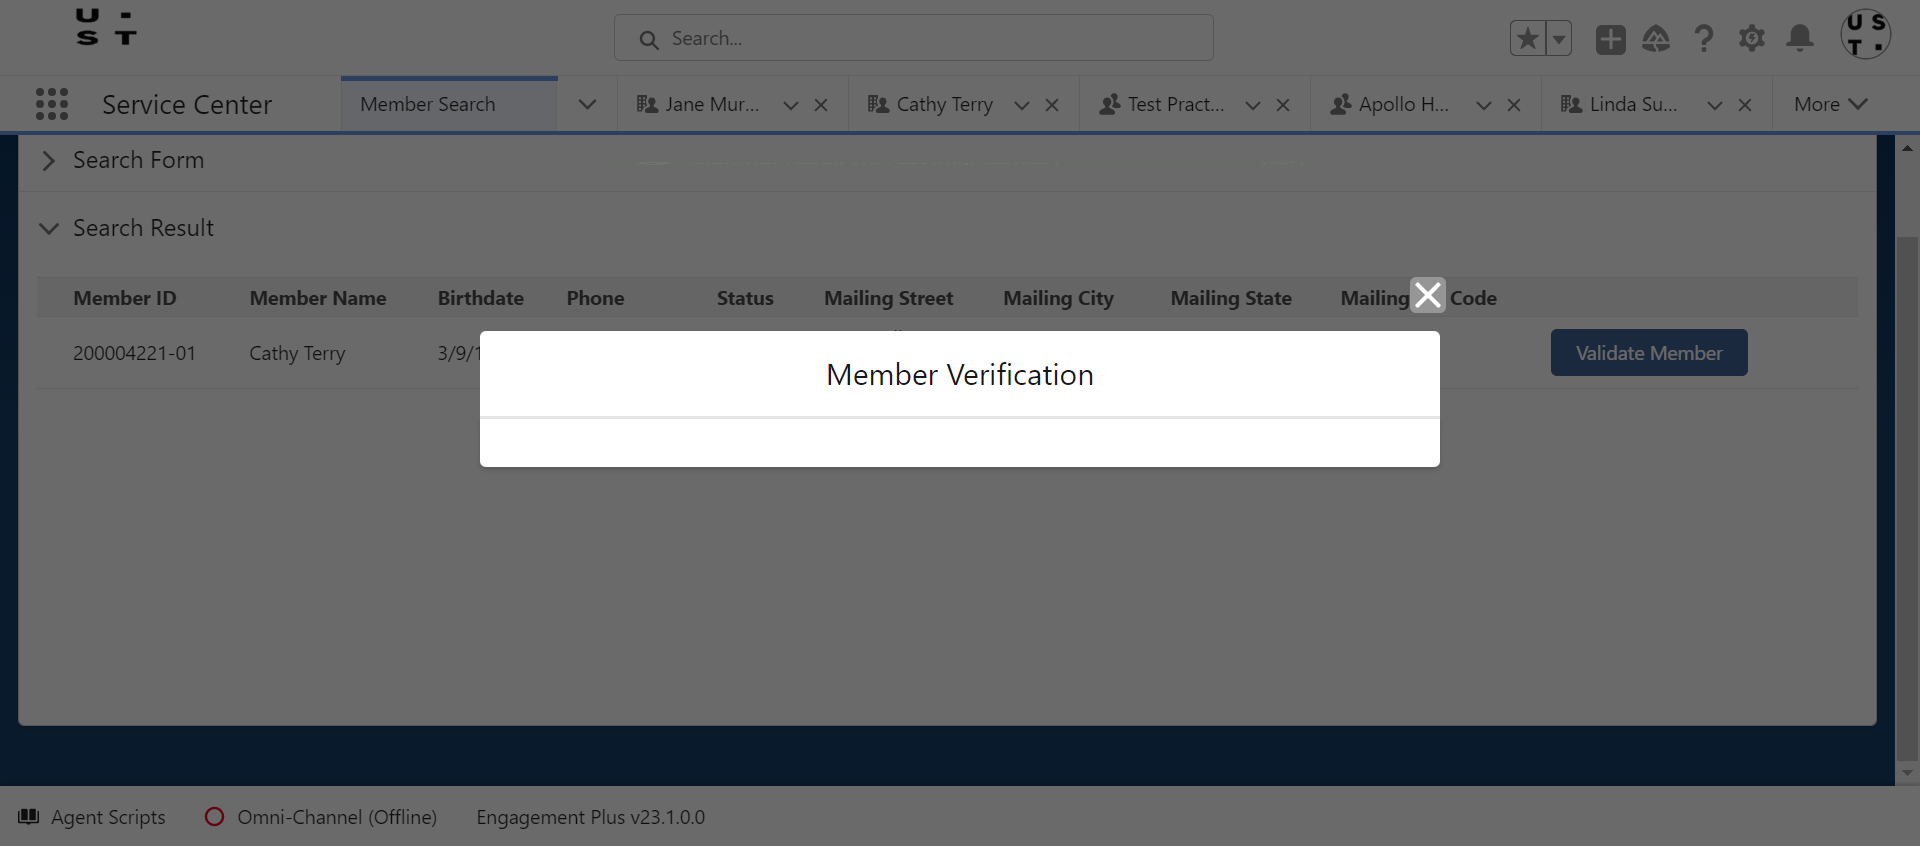 U ·
S T
Search...
U S
T ·
Service Center
Member Search
Jane Mur...
Cathy Terry
Test Pract...
Apollo H...
Linda Su...
More
Search Form
Search Result
Member ID Member Name Birthdate Phone Status Mailing Street Mailing City Mailing State Mailing Code
200004221-01 Cathy Terry 3/9/1 Validate Member
Member Verification
Agent Scripts Omni-Channel (Offline) Engagement Plus v23.1.0.0